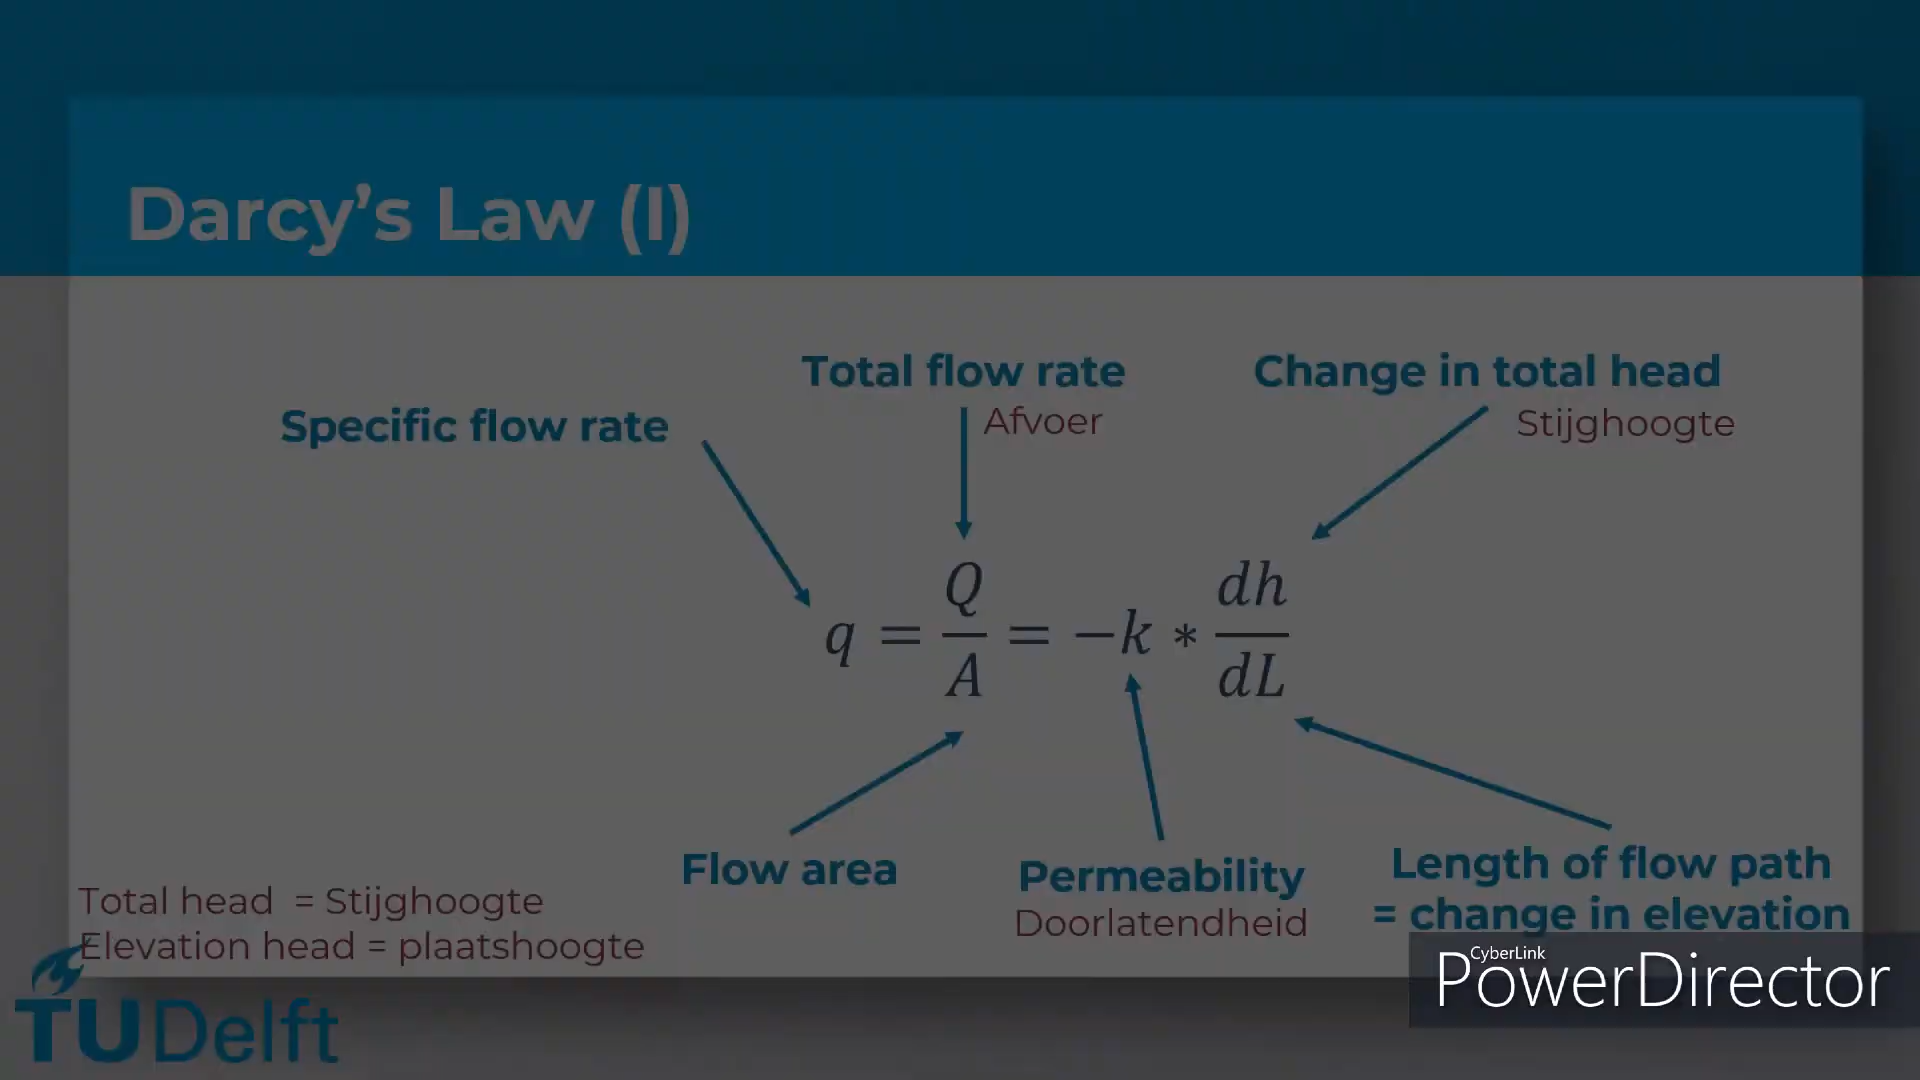 Darcy's Law (I)
Total flow rate
Change in total head
Specific flow rate
Afvoer
Stijghoogte
q = Q/A = −k * dh/dL
Flow area
Permeability
Doorlatendheid
Length of flow path
= change in elevation
Total head = Stijghoogte
Elevation head = plaatshoogte
CyberLink
PowerDirector
TUDelft